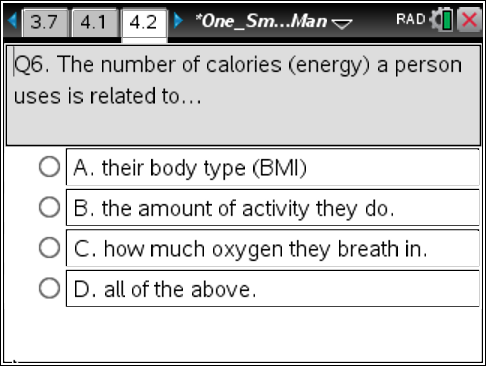 3.7 4.1 4.2 *One_Sm...Man RAD
Q6. The number of calories (energy) a person
uses is related to...
A. their body type (BMI)
B. the amount of activity they do.
C. how much oxygen they breath in.
D. all of the above.